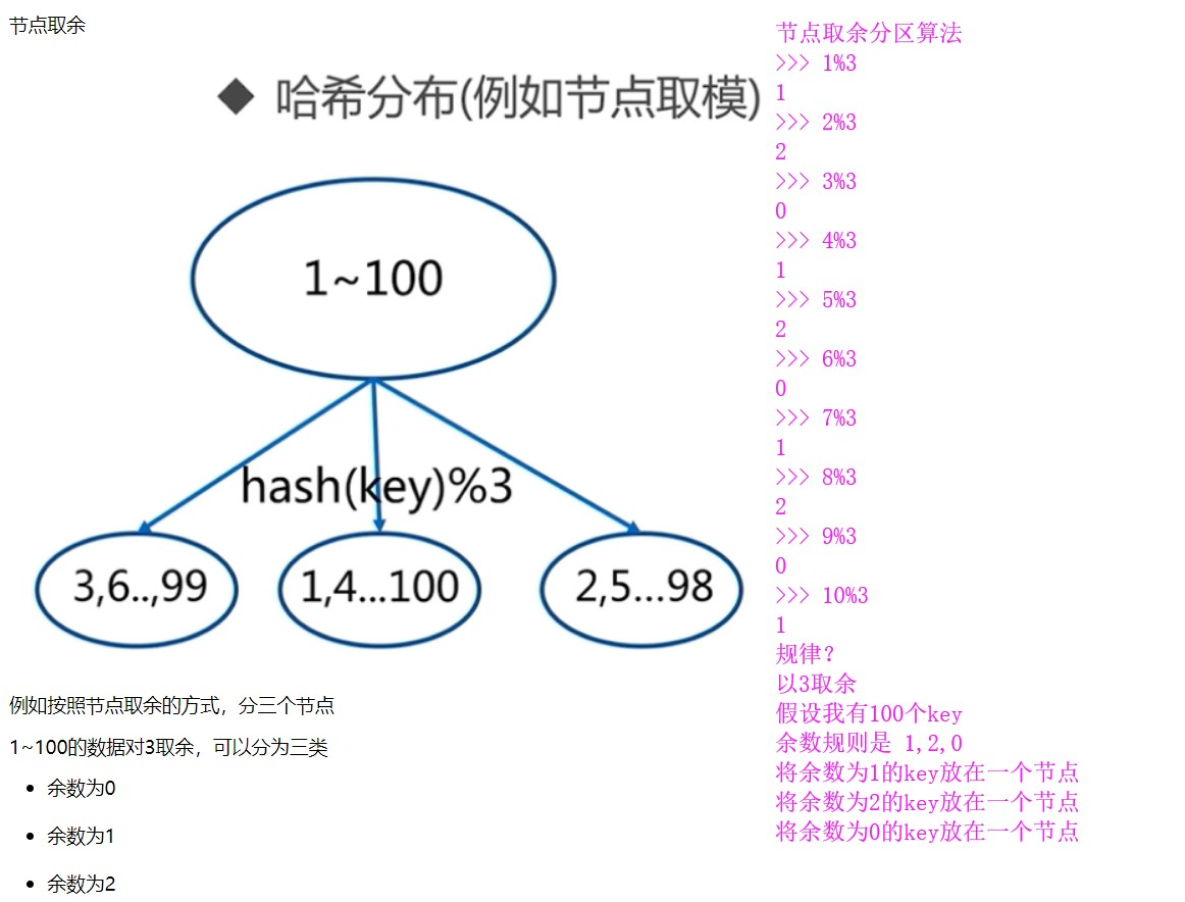 节点取余
◆ 哈希分布(例如节点取模)
1~100
hash(key)%3
3,6..,99
1,4...100
2,5...98
例如按照节点取余的方式，分三个节点
1~100的数据对3取余，可以分为三类
• 余数为0
• 余数为1
• 余数为2
节点取余分区算法
>>> 1%3
1
>>> 2%3
2
>>> 3%3
0
>>> 4%3
1
>>> 5%3
2
>>> 6%3
0
>>> 7%3
1
>>> 8%3
2
>>> 9%3
0
>>> 10%3
1
规律?
以3取余
假设我有100个key
余数规则是 1,2,0
将余数为1的key放在一个节点
将余数为2的key放在一个节点
将余数为0的key放在一个节点